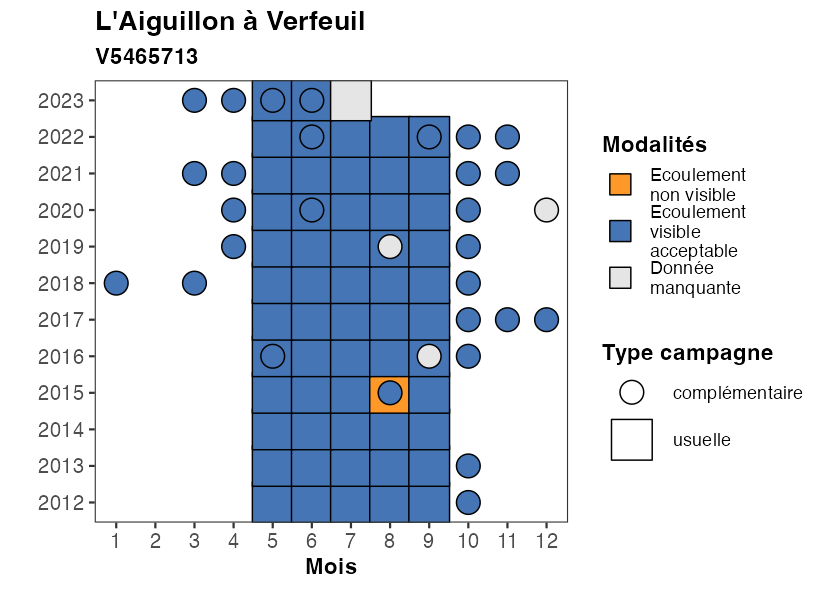 L'Aiguillon à Verfeuil
V5465713
2023
2022
2021
2020
2019
2018
2017
2016
2015
2014
2013
2012
1 2 3 4 5 6 7 8 9 10 11 12
Mois
Modalités
Ecoulement
non visible
Ecoulement
visible
acceptable
Donnée
manquante
Type campagne
complémentaire
usuelle